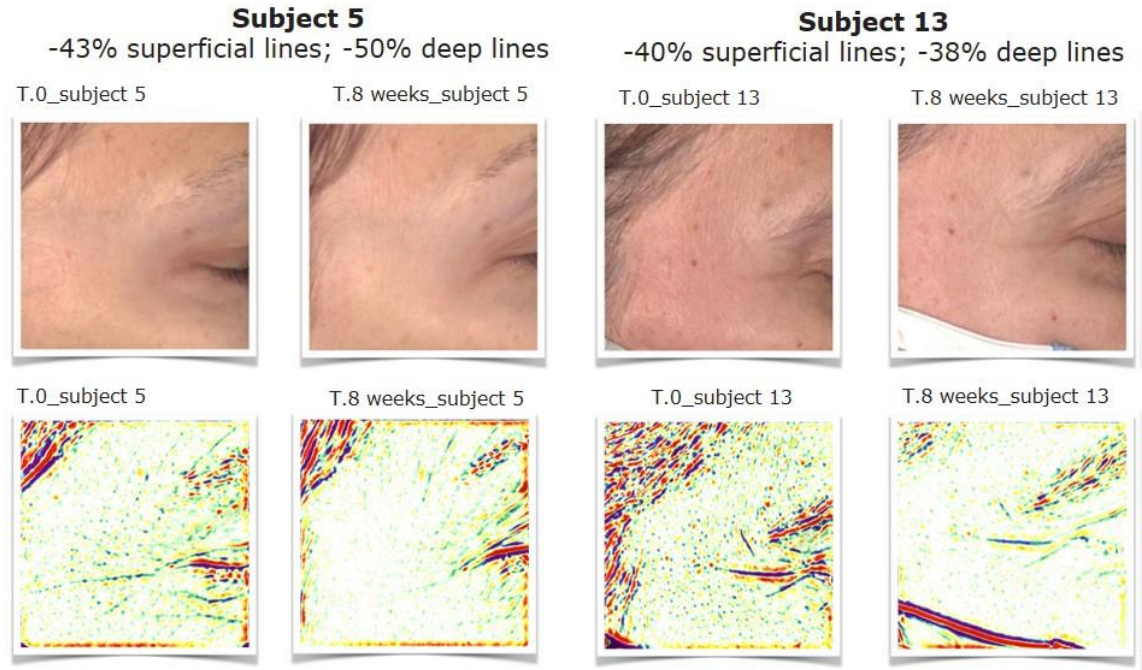 Subject 5
-43% superficial lines; -50% deep lines
T.0_subject 5
T.8 weeks_subject 5
T.0_subject 5
T.8 weeks_subject 5
Subject 13
-40% superficial lines; -38% deep lines
T.0_subject 13
T.8 weeks_subject 13
T.0_subject 13
T.8 weeks_subject 13